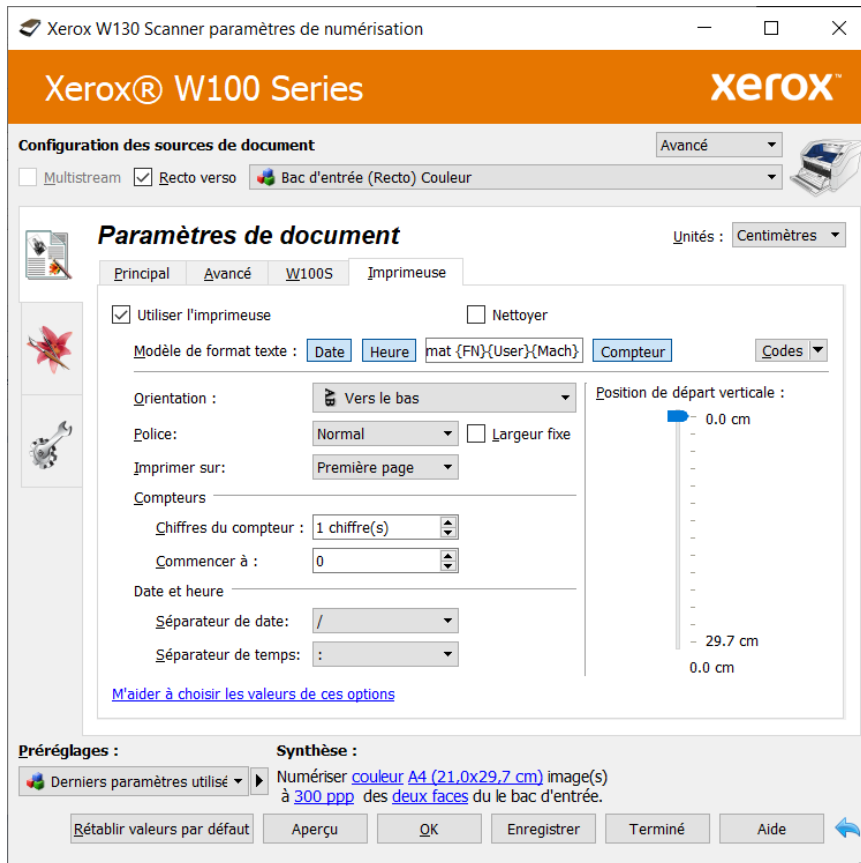 Xerox W130 Scanner paramètres de numérisation
Xerox® W100 Series xerox™
Configuration des sources de document Avancé
Multistream Recto verso Bac d'entrée (Recto) Couleur
Paramètres de document Unités : Centimètres
Principal Avancé W100S Imprimeuse
Utiliser l'imprimeuse Nettoyer
Modèle de format texte : Date Heure mat {FN}{User}{Mach} Compteur Codes
Orientation : AB Vers le bas
Police: Normal Largeur fixe
Imprimer sur: Première page
Compteurs
Chiffres du compteur : 1 chiffre(s)
Commencer à : 0
Date et heure
Séparateur de date: /
Séparateur de temps: :
M'aider à choisir les valeurs de ces options
Position de départ verticale :
0.0 cm
29.7 cm
0.0 cm
Préréglages : Synthèse :
Derniers paramètres utilisé Numériser couleur A4 (21,0x29,7 cm) image(s)
à 300 ppp des deux faces du le bac d'entrée.
Rétablir valeurs par défaut Aperçu OK Enregistrer Terminé Aide